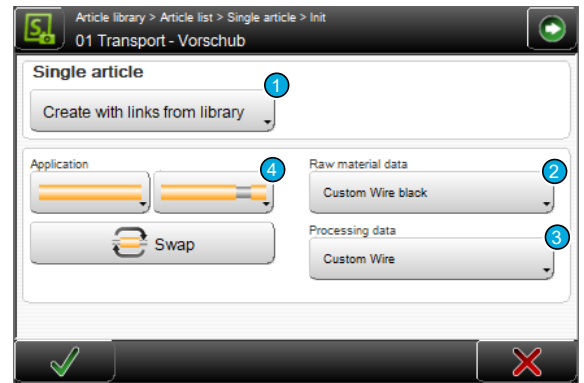 Article library > Article list > Single article > Init
01 Transport - Vorschub
Single article
1
Create with links from library
Application
4
Raw material data
2
Custom Wire black
Swap
Processing data
3
Custom Wire